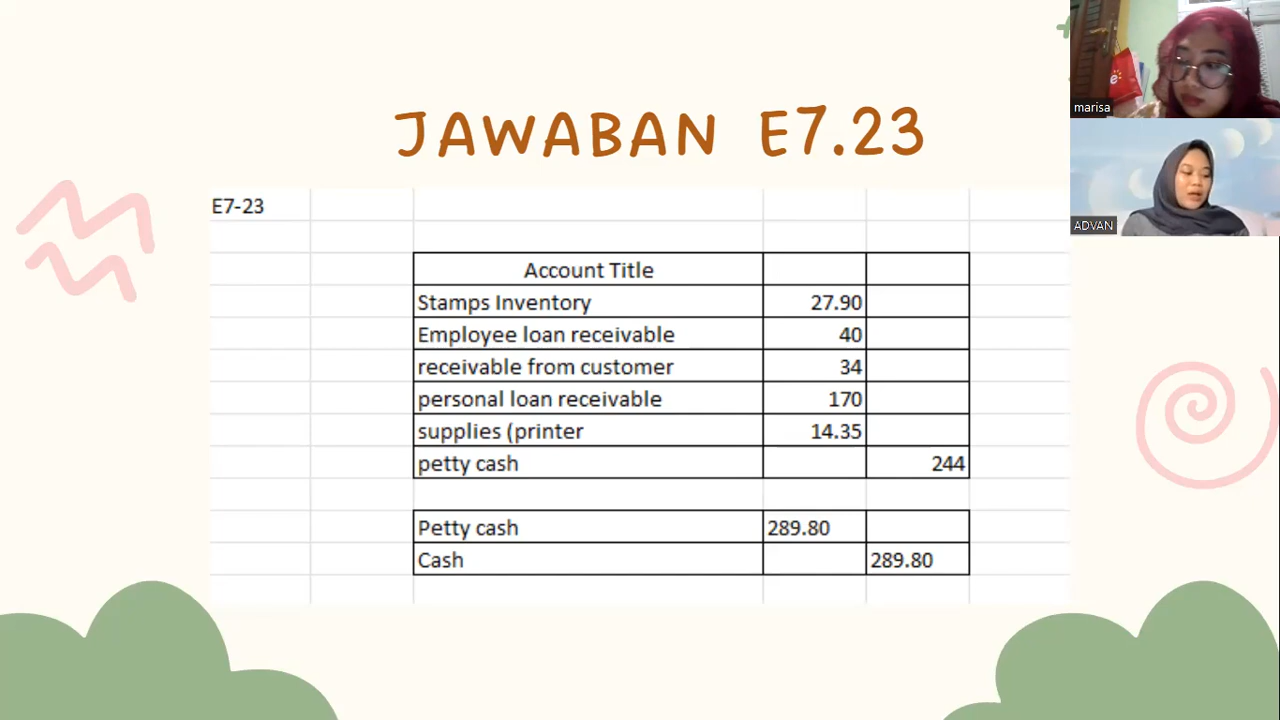 JAWABAN E7.23
E7-23
Account Title
Stamps Inventory 27.90
Employee loan receivable 40
receivable from customer 34
personal loan receivable 170
supplies (printer 14.35
petty cash 244
Petty cash 289.80
Cash 289.80
marisa
ADVAN
e